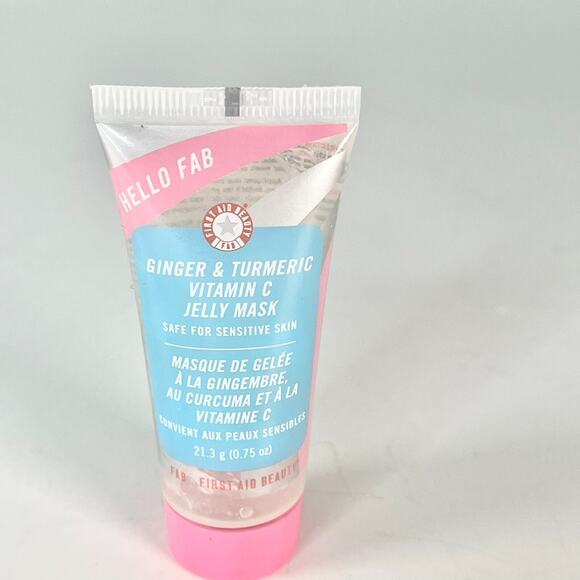 HELLO FAB
FIRST AID BEAUTY
FAB
GINGER & TURMERIC
VITAMIN C
JELLY MASK
SAFE FOR SENSITIVE SKIN
MASQUE DE GELÉE
À LA GINGEMBRE,
AU CURCUMA ET À LA
VITAMINE C
CONVIENT AUX PEAUX SENSIBLES
21.3 g (0.75 oz)
FAB FIRST AID BEAUTY